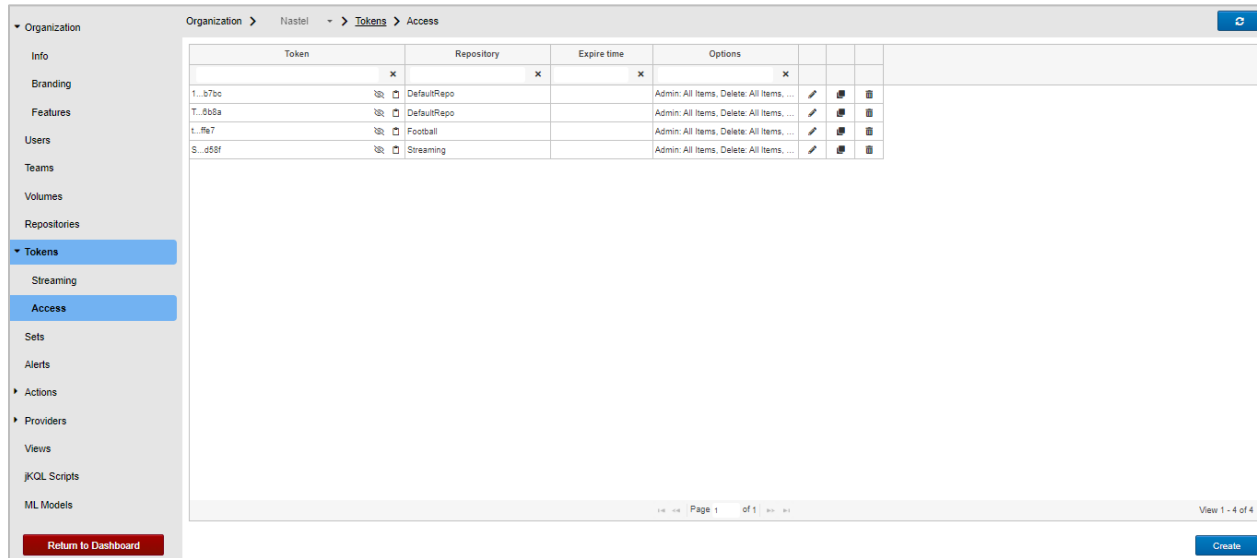 Organization
Info
Branding
Features
Users
Teams
Volumes
Repositories
Tokens
Streaming
Access
Sets
Alerts
Actions
Providers
Views
jKQL Scripts
ML Models
Return to Dashboard
Organization > Nastel > Tokens > Access
Token Repository Expire time Options
1...b7bc DefaultRepo Admin: All Items, Delete: All Items, ...
T...6b8a DefaultRepo Admin: All Items, Delete: All Items, ...
t...ffe7 Football Admin: All Items, Delete: All Items, ...
S...d58f Streaming Admin: All Items, Delete: All Items, ...
Page 1 of 1
View 1 - 4 of 4
Create